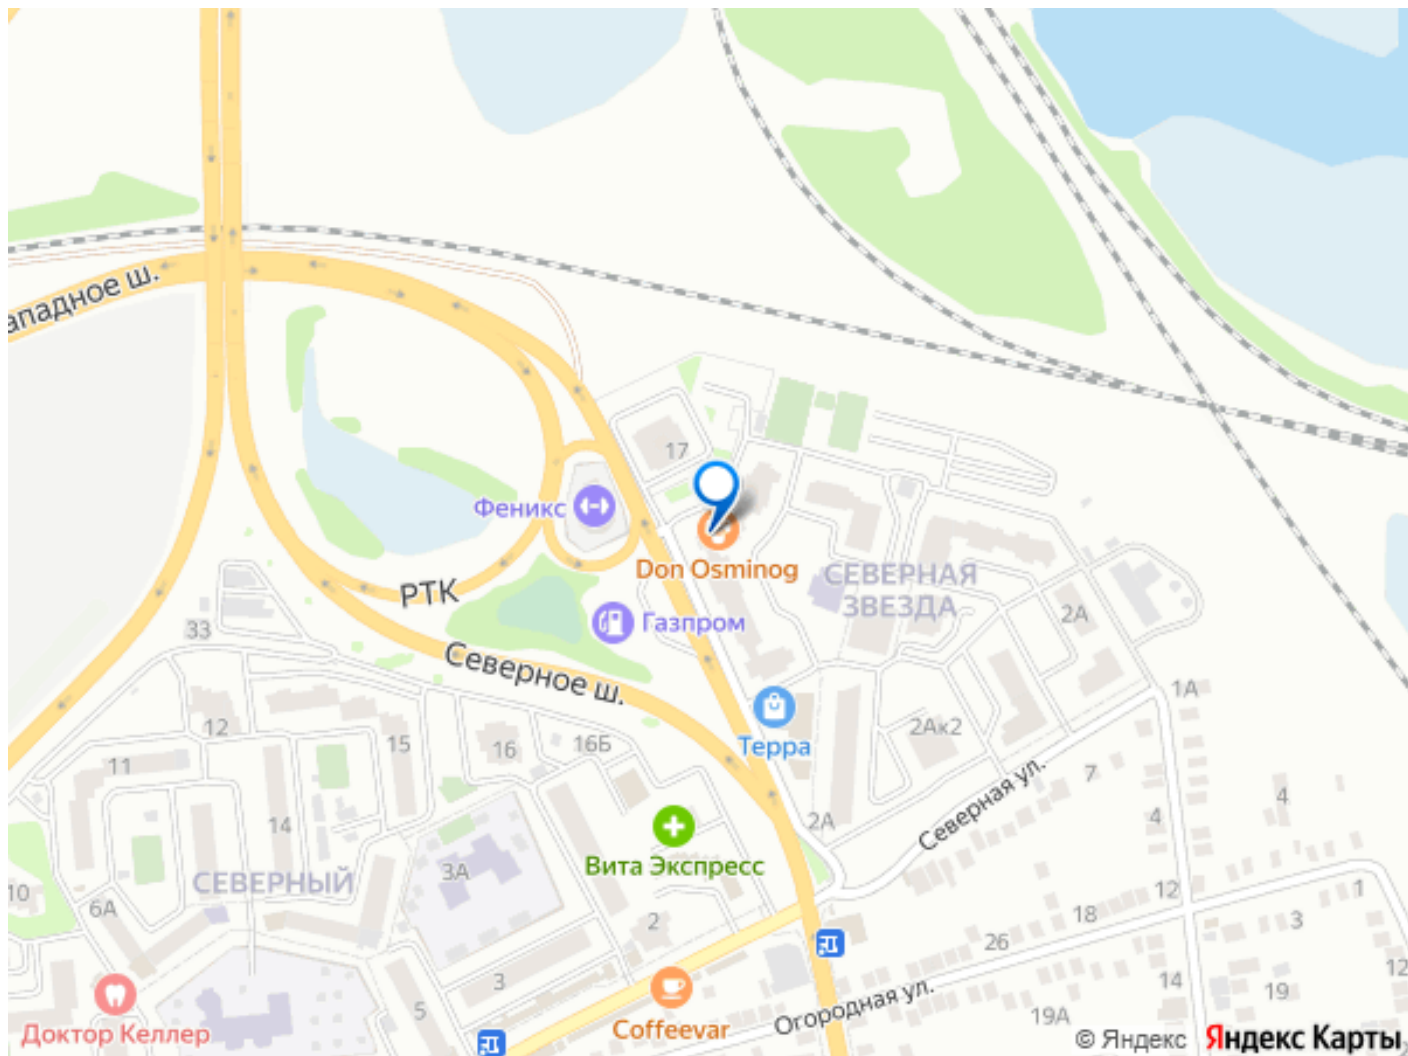 ападное ш.
17
Феникс
Don Osminog
СЕВЕРНАЯ
ЗВЕЗДА
РТК
Газпром
2А
33
Северное ш.
1А
12
Терра
2Ак2
11
15
16
16Б
7
Северная ул.
4
4
14
2А
3А
Вита Экспресс
СЕВЕРНЫЙ
10
6А
12
1
18
3
2
26
3
14
12
5
Огородная ул.
19А
19
Доктор Келлер
Coffeevar
© Яндекс Яндекс Карты